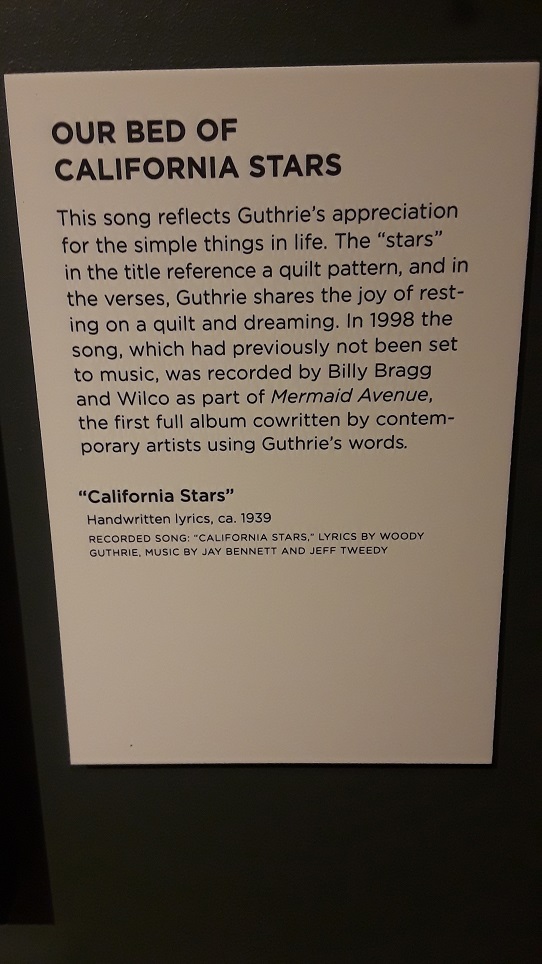 OUR BED OF
CALIFORNIA STARS
This song reflects Guthrie’s appreciation
for the simple things in life. The “stars”
in the title reference a quilt pattern, and in
the verses, Guthrie shares the joy of rest-
ing on a quilt and dreaming. In 1998 the
song, which had previously not been set
to music, was recorded by Billy Bragg
and Wilco as part of Mermaid Avenue,
the first full album cowritten by contem-
porary artists using Guthrie’s words.
“California Stars”
Handwritten lyrics, ca. 1939
RECORDED SONG: “CALIFORNIA STARS,” LYRICS BY WOODY
GUTHRIE, MUSIC BY JAY BENNETT AND JEFF TWEEDY